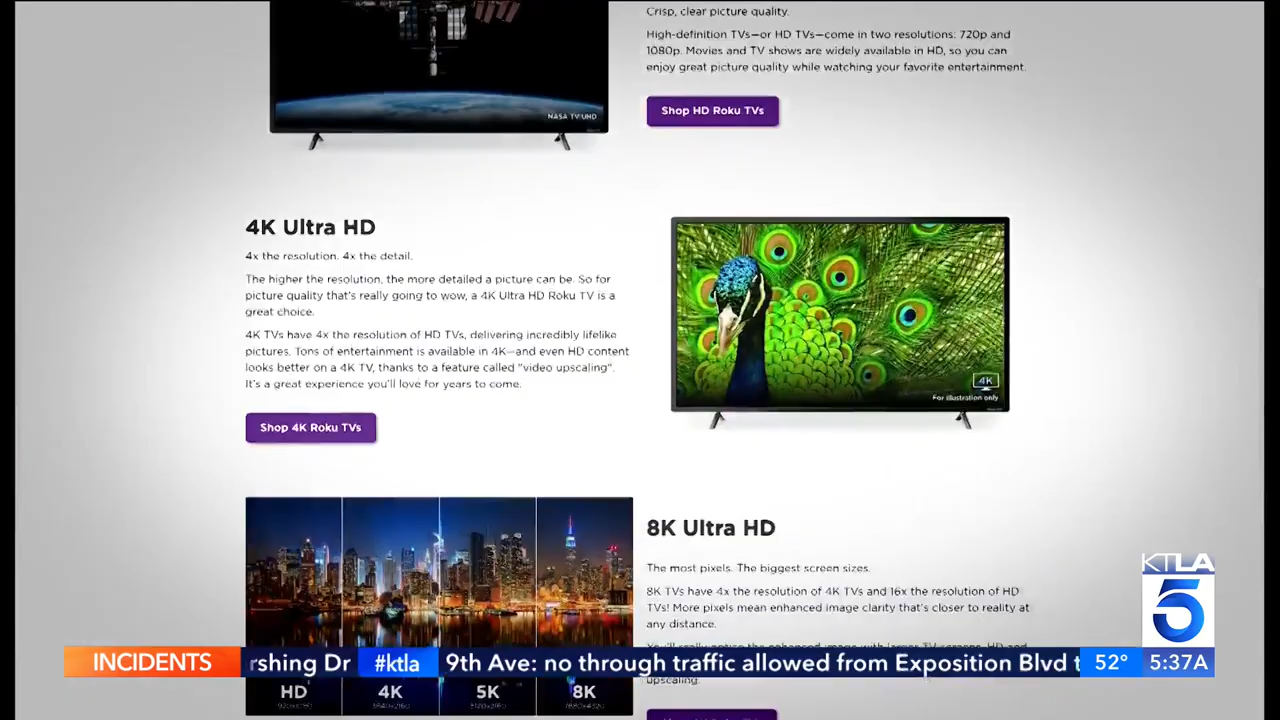 Crisp, clear picture quality.
High-definition TVs—or HD TVs—come in two resolutions: 720p and
1080p. Movies and TV shows are widely available in HD, so you can
enjoy great picture quality while watching your favorite entertainment.
NASA TV UHD
Shop HD Roku TVs
4K Ultra HD
4x the resolution. 4x the detail.
The higher the resolution, the more detailed a picture can be. So for
picture quality that's really going to wow, a 4K Ultra HD Roku TV is a
great choice.
4K TVs have 4x the resolution of HD TVs, delivering incredibly lifelike
pictures. Tons of entertainment is available in 4K—and even HD content
looks better on a 4K TV, thanks to a feature called "video upscaling".
It's a great experience you'll love for years to come.
Shop 4K Roku TVs
4K
For illustration only
8K Ultra HD
The most pixels. The biggest screen sizes.
8K TVs have 4x the resolution of 4K TVs and 16x the resolution of HD
TVs! More pixels mean enhanced image clarity that's closer to reality at
any distance.
upscaling.
HD
4K
5K
8K
KTLA
5
INCIDENTS
rshing Dr
#ktla
9th Ave: no through traffic allowed from Exposition Blvd t
52°
5:37A